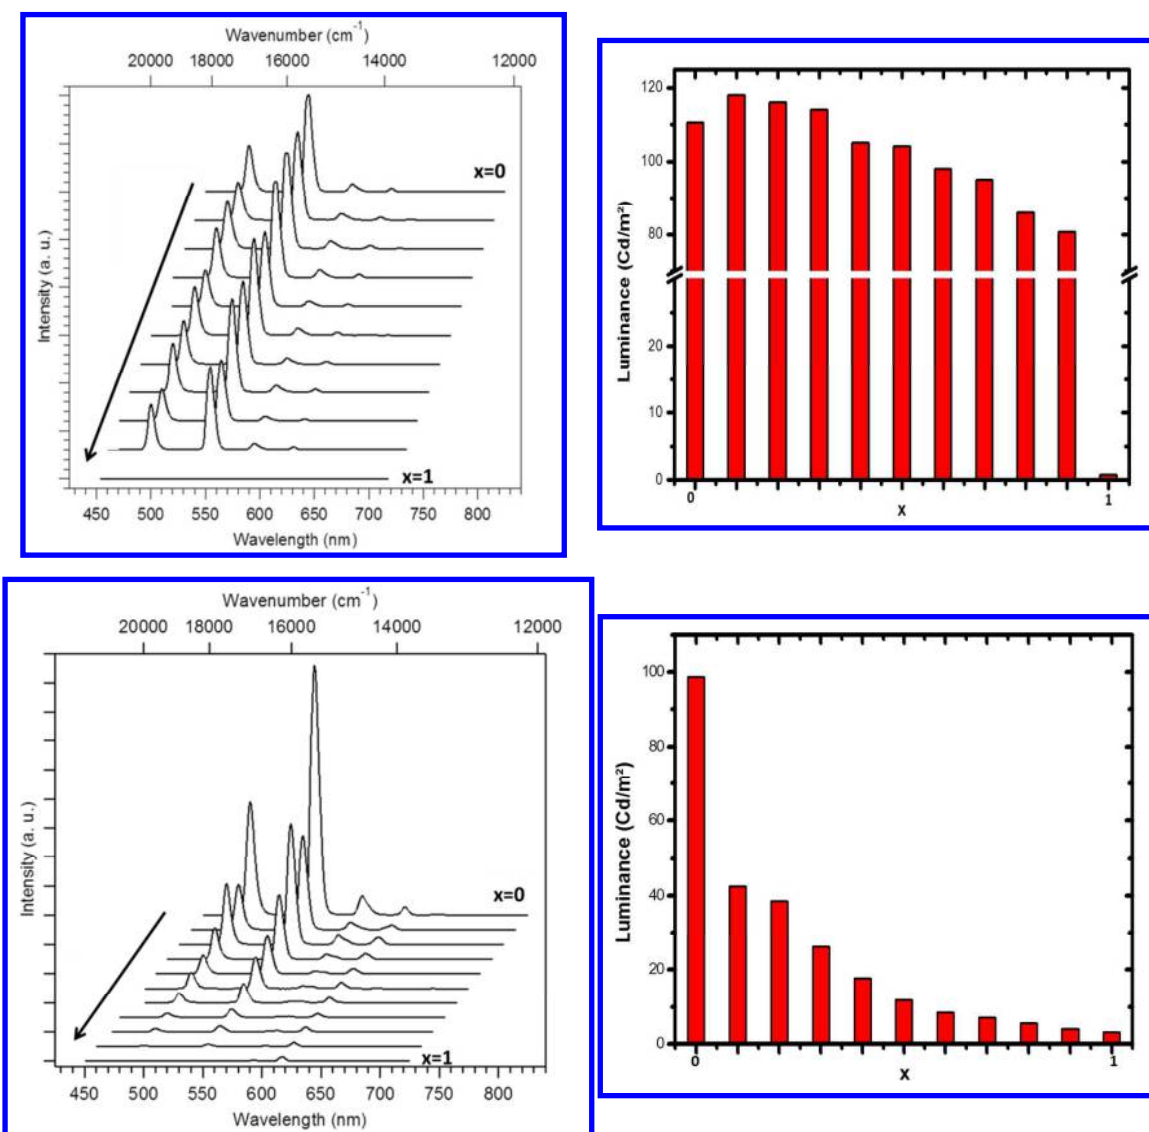 Wavenumber (cm-1)
20000 18000 16000 14000 12000
Intensity (a. u.)
x=0
x=1
450 500 550 600 650 700 750 800
Wavelength (nm)
Luminance (Cd/m²)
120
100
80
20
10
0
0 1
X
Wavenumber (cm-1)
20000 18000 16000 14000 12000
Intensity (a. u.)
x=0
x=1
450 500 550 600 650 700 750 800
Wavelength (nm)
Luminance (Cd/m²)
100
80
60
40
20
0
0 1
X